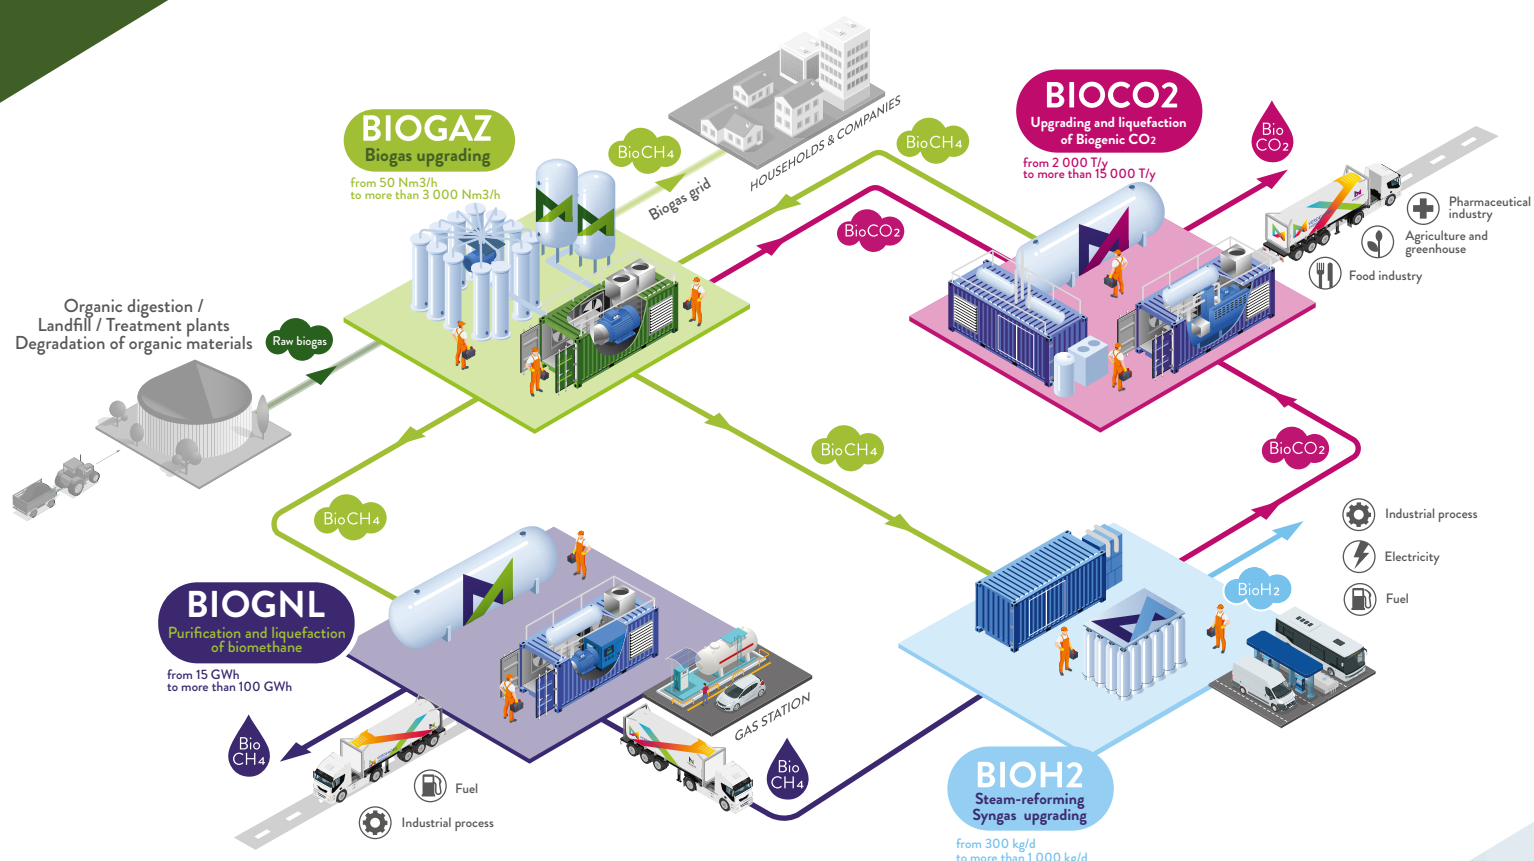 BIOGAZ
Biogas upgrading
from 50 Nm3/h
to more than 3 000 Nm3/h
BioCH4
Biogas grid
HOUSEHOLDS & COMPANIES
BioCH4
BioCO2
BIOCO2
Upgrading and liquefaction
of Biogenic CO2
from 2 000 T/y
to more than 15 000 T/y
Bio
CO2
Pharmaceutical
industry
Agriculture and
greenhouse
Food industry
Organic digestion /
Landfill / Treatment plants
Degradation of organic materials
Raw biogas
BioCH4
BioCO2
BioCH4
BIOGNL
Purification and liquefaction
of biomethane
from 15 GWh
to more than 100 GWh
Bio
CH4
Fuel
Industrial process
GAS STATION
Bio
CH4
BioH2
Industrial process
Electricity
Fuel
BIOH2
Steam-reforming
Syngas upgrading
from 300 kg/d
to more than 1 000 kg/d